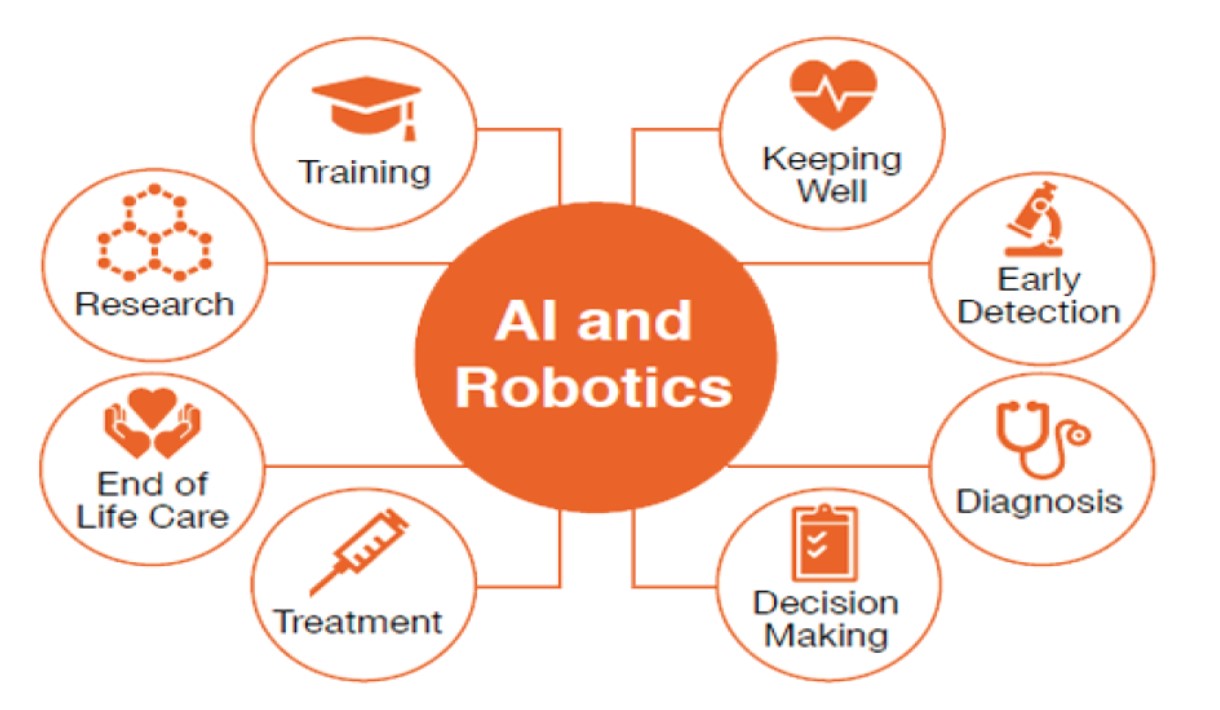 Training
Keeping
Well
Research
Early
Detection
AI and
Robotics
End of
Life Care
Diagnosis
Treatment
Decision
Making